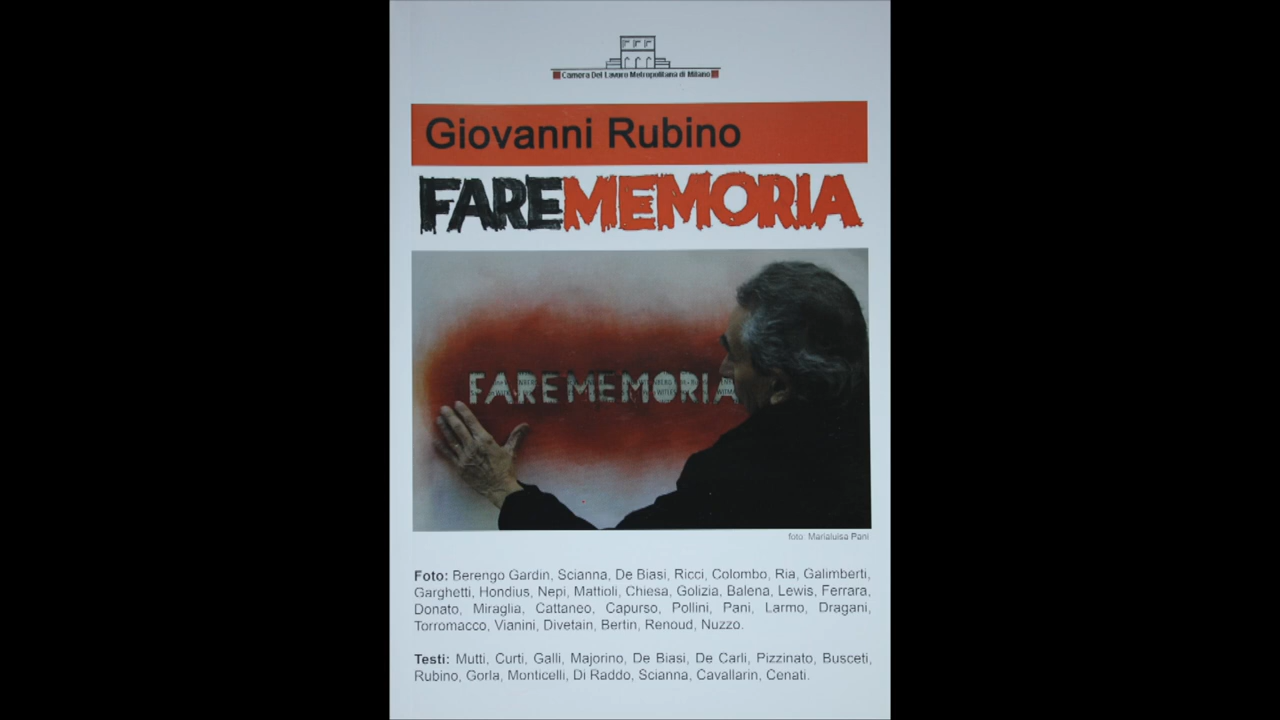 Camera Del Lavoro Metropolitana di Milano
Giovanni Rubino
FAREMEMORIA
FAREMEMORIA
foto: Marialuisa Pani
Foto: Berengo Gardin, Scianna, De Biasi, Ricci, Colombo, Ria, Galimberti,
Garghetti, Hondius, Nepi, Mattioli, Chiesa, Golizia, Balena, Lewis, Ferrara,
Donato, Miraglia, Cattaneo, Capurso, Pollini, Pani, Larmo, Dragani,
Torromacco, Vianini, Divetain, Bertin, Renoud, Nuzzo.
Testi: Mutti, Curti, Galli, Majorino, De Biasi, De Carli, Pizzinato, Busceti,
Rubino, Gorla, Monticelli, Di Raddo, Scianna, Cavallarin, Cenati.